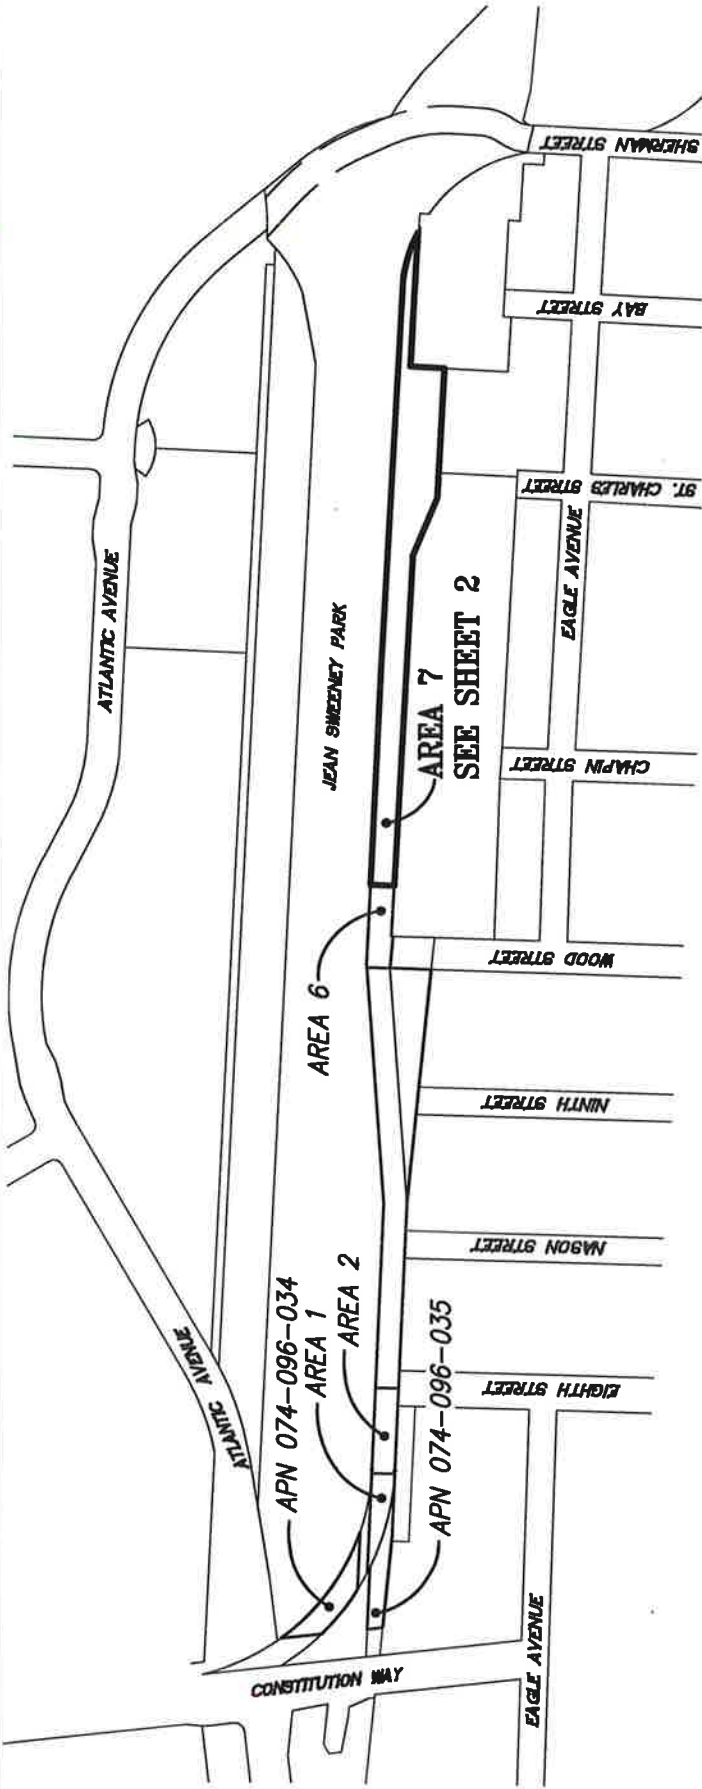 SHERMAN STREET
BAY STREET
ST. CHARLES STREET
EAGLE AVENUE
ATLANTIC AVENUE
JEAN SWEENEY PARK
AREA 7
SEE SHEET 2
CHAPIN STREET
WOOD STREET
AREA 6
NINTH STREET
NASON STREET
APN 074-096-034
AREA 1
AREA 2
APN 074-096-035
EIGHTH STREET
ATLANTIC AVENUE
CONSTITUTION WAY
EAGLE AVENUE